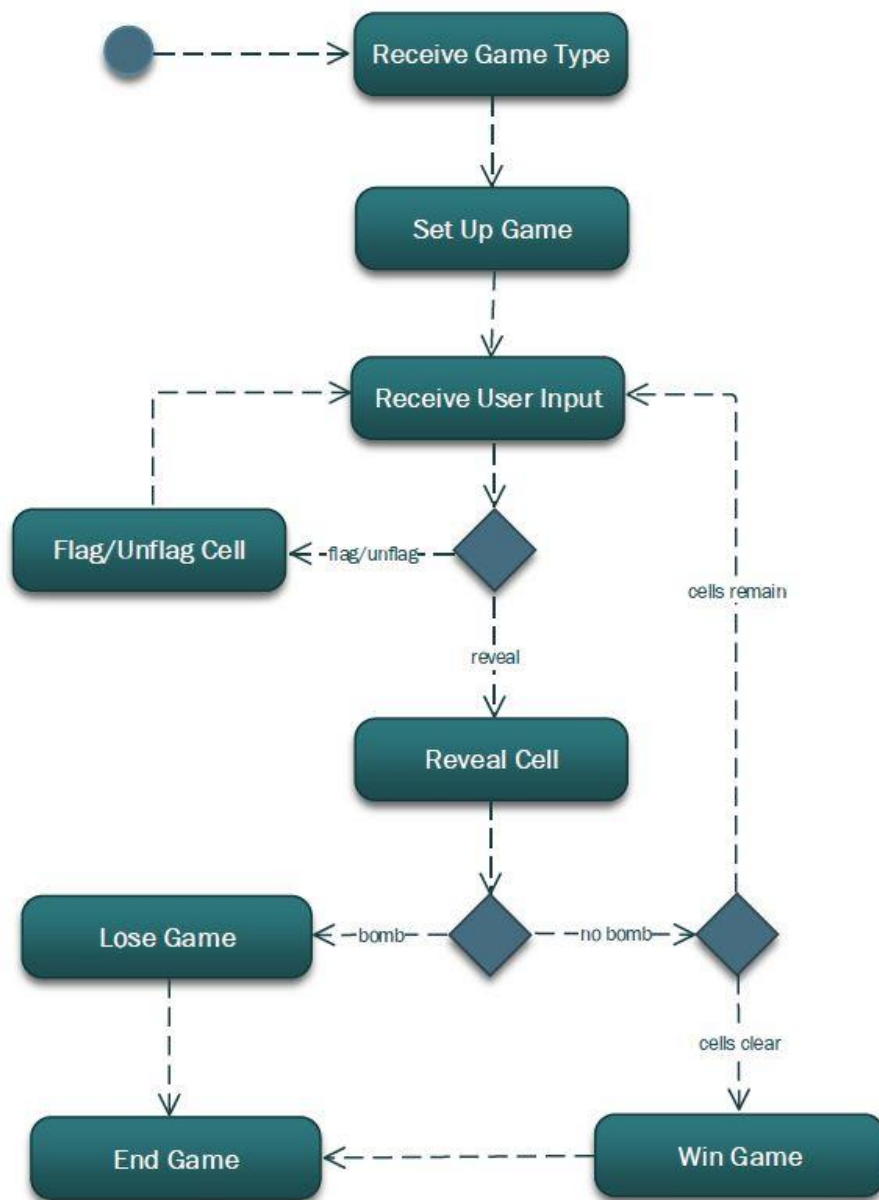 Receive Game Type
Set Up Game
Receive User Input
Flag/Unflag Cell
flag/unflag
cells remain
reveal
Reveal Cell
Lose Game
bomb
no bomb
cells clear
End Game
Win Game